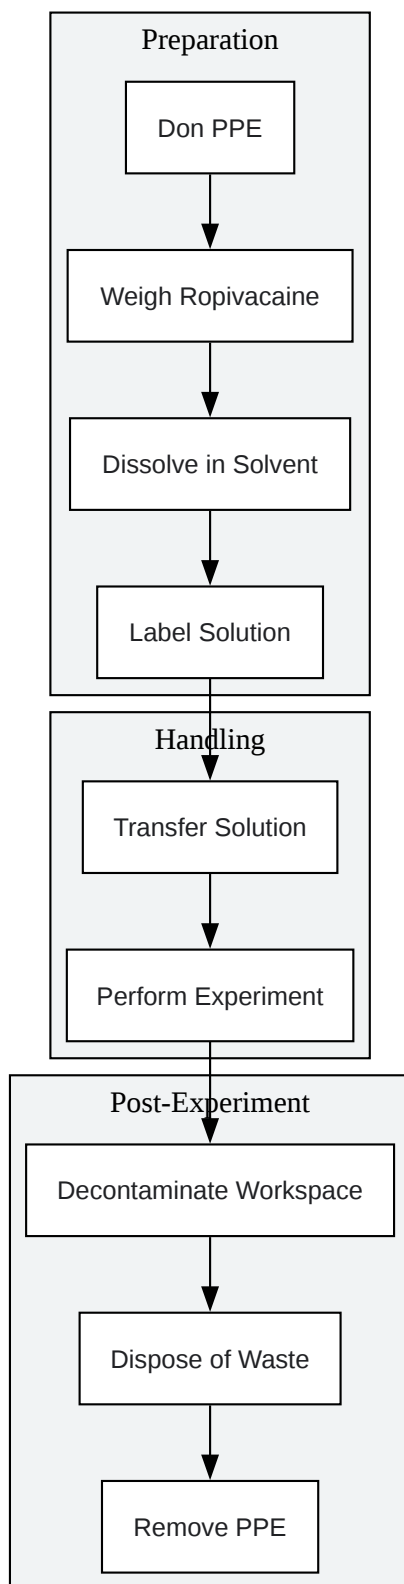 Preparation
Don PPE
Weigh Ropivacaine
Dissolve in Solvent
Label Solution
Handling
Transfer Solution
Perform Experiment
Post-Experiment
Decontaminate Workspace
Dispose of Waste
Remove PPE